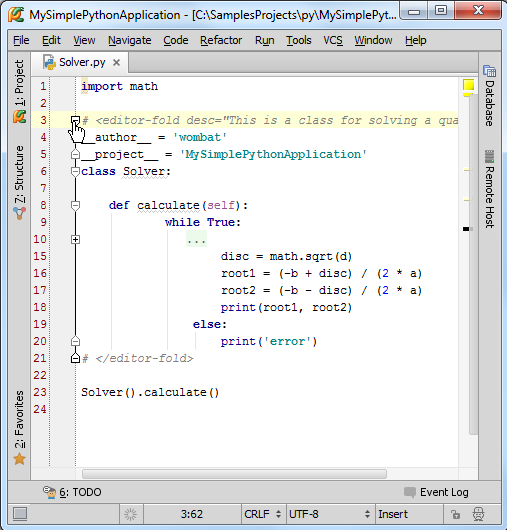 MySimplePythonApplication - [C:\SamplesProjects\py\MySimplePyt
File Edit View Navigate Code Refactor Run Tools VCS Window Help
Solver.py
1: Project
7: Structure
2: Favorites
1 import math
2
3 # <editor-fold desc="This is a class for solving a qua
4 __author__ = 'wombat'
5 __project__ = 'MySimplePythonApplication'
6 class Solver:
7
8 def calculate(self):
9 while True:
10 ...
15 disc = math.sqrt(d)
16 root1 = (-b + disc) / (2 * a)
17 root2 = (-b - disc) / (2 * a)
18 print(root1, root2)
19 else:
20 print('error')
21 # </editor-fold>
22
23 Solver().calculate()
24
Database
Remote Host
6: TODO
Event Log
3:62 CRLF UTF-8 Insert